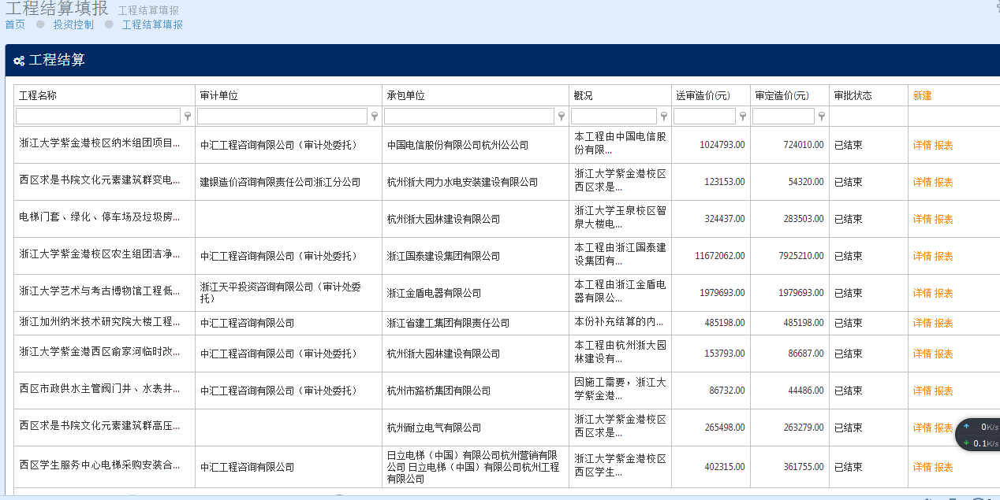 工程结算填报 工程结算填报
首页 投资控制 工程结算填报
工程结算
工程名称 审计单位 承包单位 概况 送审造价(元) 审定造价(元) 审批状态 新建
浙江大学紫金港校区纳米组团项目... 中汇工程咨询有限公司（审计处委托） 中国电信股份有限公司杭州公公司 本工程由中国电信股 1024793.00 724010.00 已结束 详情 报表
份有限...
西区求是书院文化元素建筑群变电... 建银造价咨询有限责任公司浙江分公司 杭州浙大同力水电安装建设有限公司 浙江大学紫金港校区 123153.00 54320.00 已结束 详情 报表
西区求是...
电梯门套、绿化、停车场及垃圾房... 杭州浙大园林建设有限公司 浙江大学玉泉校区智 324437.00 283503.00 已结束 详情 报表
泉大楼电...
浙江大学紫金港校区农生组团洁净... 中汇工程咨询有限公司（审计处委托） 浙江国泰建设集团有限公司 本工程由浙江国泰建 11672062.00 7925210.00 已结束 详情 报表
设集团有...
浙江大学艺术与考古博物馆工程低... 浙江天平投资咨询有限公司（审计处委 浙江金盾电器有限公司 本工程由浙江金盾电 1979693.00 1979693.00 已结束 详情 报表
托） 器有限公...
浙江加州纳米技术研究院大楼工程... 中汇工程咨询有限公司 浙江省建工集团有限责任公司 本份补充结算的内... 485198.00 485198.00 已结束 详情 报表
浙江大学紫金港西区俞家河临时改... 中汇工程咨询有限公司（审计处委托） 杭州浙大园林建设有限公司 本工程由杭州浙大园 153793.00 86687.00 已结束 详情 报表
林建设有...
西区市政供水主管阀门井、水表井... 中汇工程咨询有限公司（审计处委托） 杭州市路桥集团有限公司 因施工需要，浙江大 86732.00 44486.00 已结束 详情 报表
学紫金港...
西区求是书院文化元素建筑群高压... 杭州耐立电气有限公司 浙江大学紫金港校区 265498.00 263279.00 已结束 详情 报表
西区求是...
0K/s
0.1K/s
西区学生服务中心电梯采购安装合... 中汇工程咨询有限公司 日立电梯（中国）有限公司杭州营销有限 浙江大学紫金港校区 402315.00 361755.00 已结束 详情 报表
公司 日立电梯（中国）有限公司杭州工程 西区学生...
有限公司